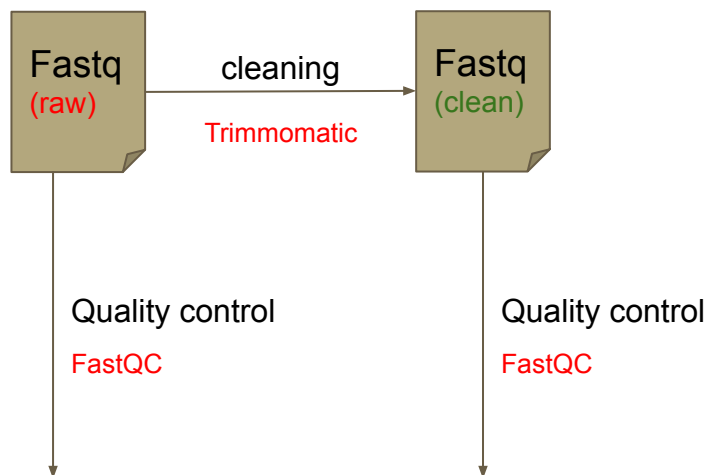 Fastq
(raw)
cleaning
Trimmomatic
Fastq
(clean)
Quality control
FastQC
Quality control
FastQC